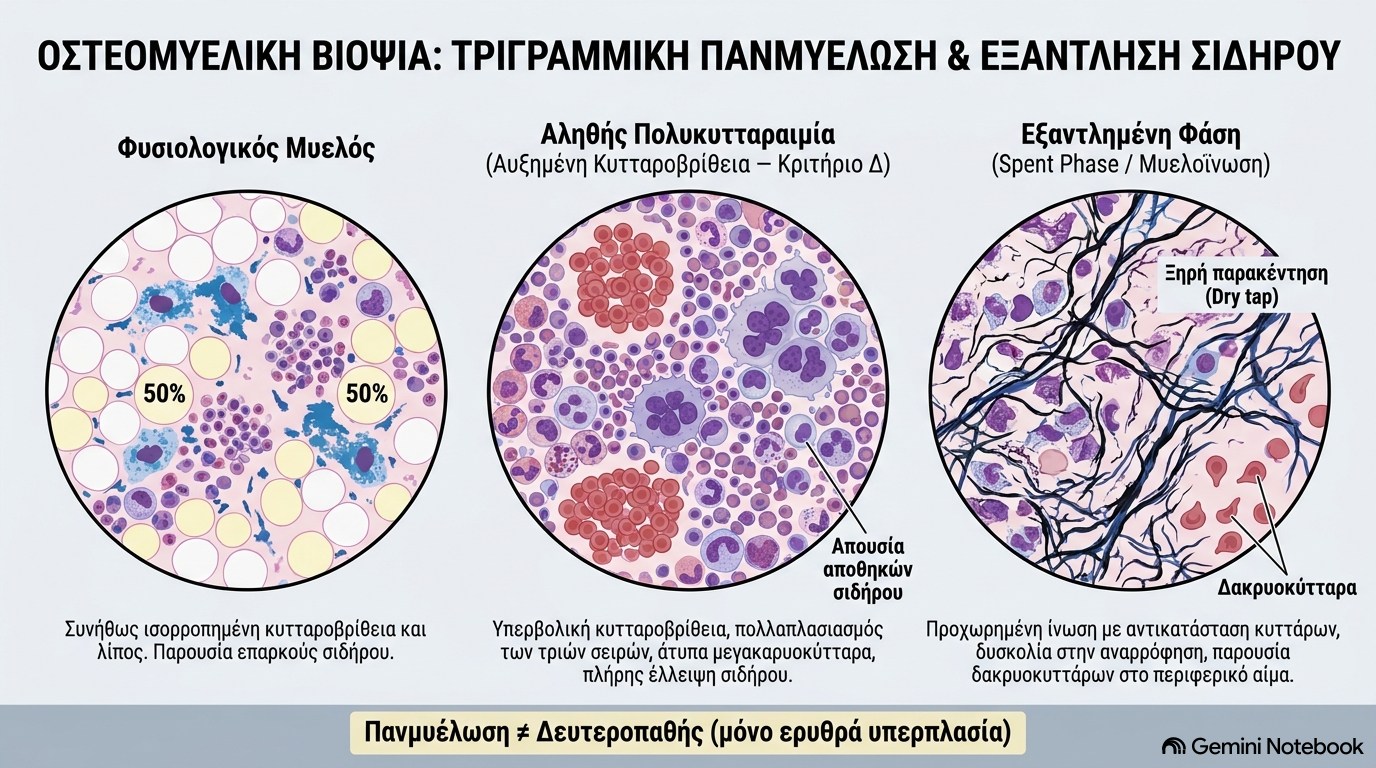 ΟΣΤΕΟΜΥΕΛΙΚΗ ΒΙΟΨΙΑ: ΤΡΙΓΡΑΜΜΙΚΗ ΠΑΝΜΥΕΛΩΣΗ & ΕΞΑΝΤΛΗΣΗ ΣΙΔΗΡΟΥ
Φυσιολογικός Μυελός
50%
50%
Συνήθως ισορροπημένη κυτταροβρίθεια και
λίπος. Παρουσία επαρκούς σιδήρου.
Αληθής Πολυκυτταραιμία
(Αυξημένη Κυτταροβρίθεια – Κριτήριο Δ)
Απουσία
αποθηκών
σιδήρου
Υπερβολική κυτταροβρίθεια, πολλαπλασιασμός
των τριών σειρών, άτυπα μεγακαρυοκύτταρα,
πλήρης έλλειψη σιδήρου.
Εξαντλημένη Φάση
(Spent Phase / Μυελοϊνωση)
Ξηρή παρακέντηση
(Dry tap)
Δακρυοκύτταρα
Προχωρημένη ίνωση με αντικατάσταση κυττάρων,
δυσκολία στην αναρρόφηση, παρουσία
δακρυοκυττάρων στο περιφερικό αίμα.
Πανμυέλωση ≠ Δευτεροπαθής (μόνο ερυθρά υπερπλασία)
Gemini Notebook